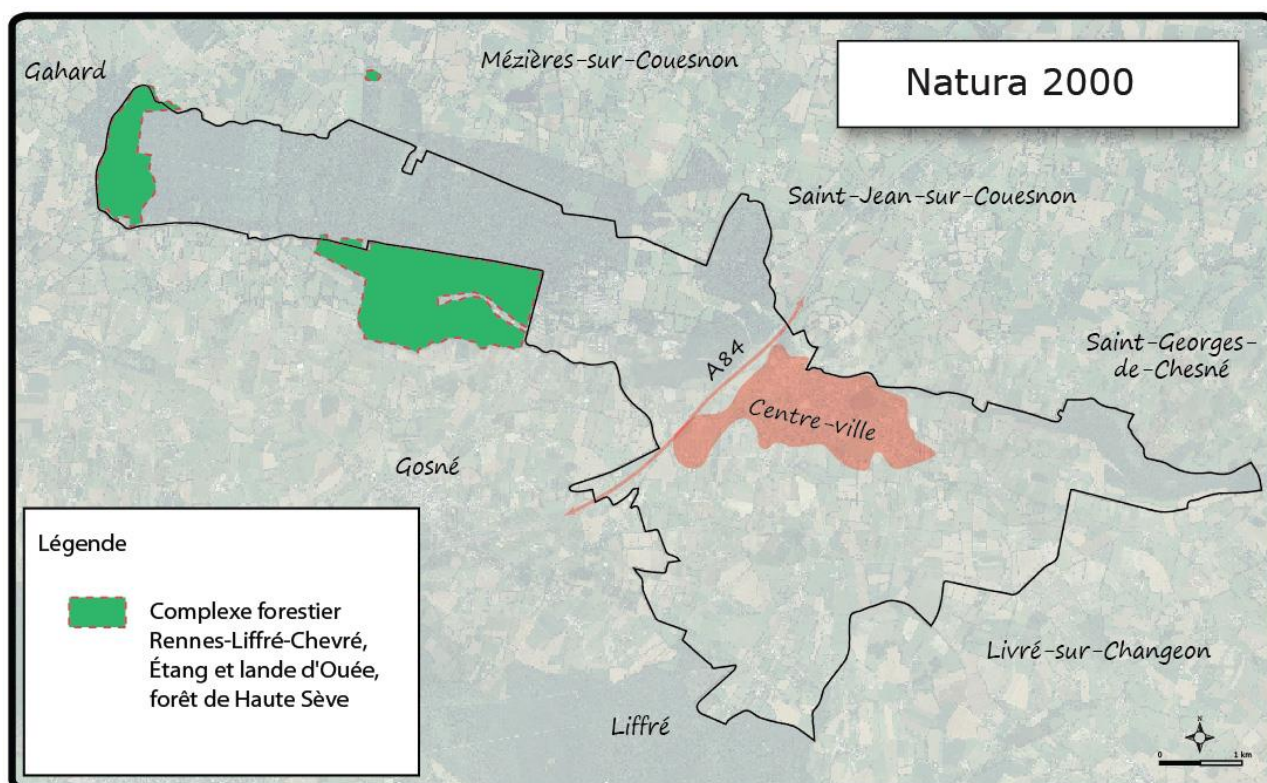 Natura 2000
Gahard
Mézières-sur-Couesnon
Saint-Jean-sur-Couesnon
Saint-Georges-
de-Chesné
A84
Centre-ville
Gosné
Livré-sur-Changeon
Liffré
Légende
Complexe forestier
Rennes-Liffré-Chevré,
Étang et lande d'Ouée,
forêt de Haute Sève
N
0 1 km